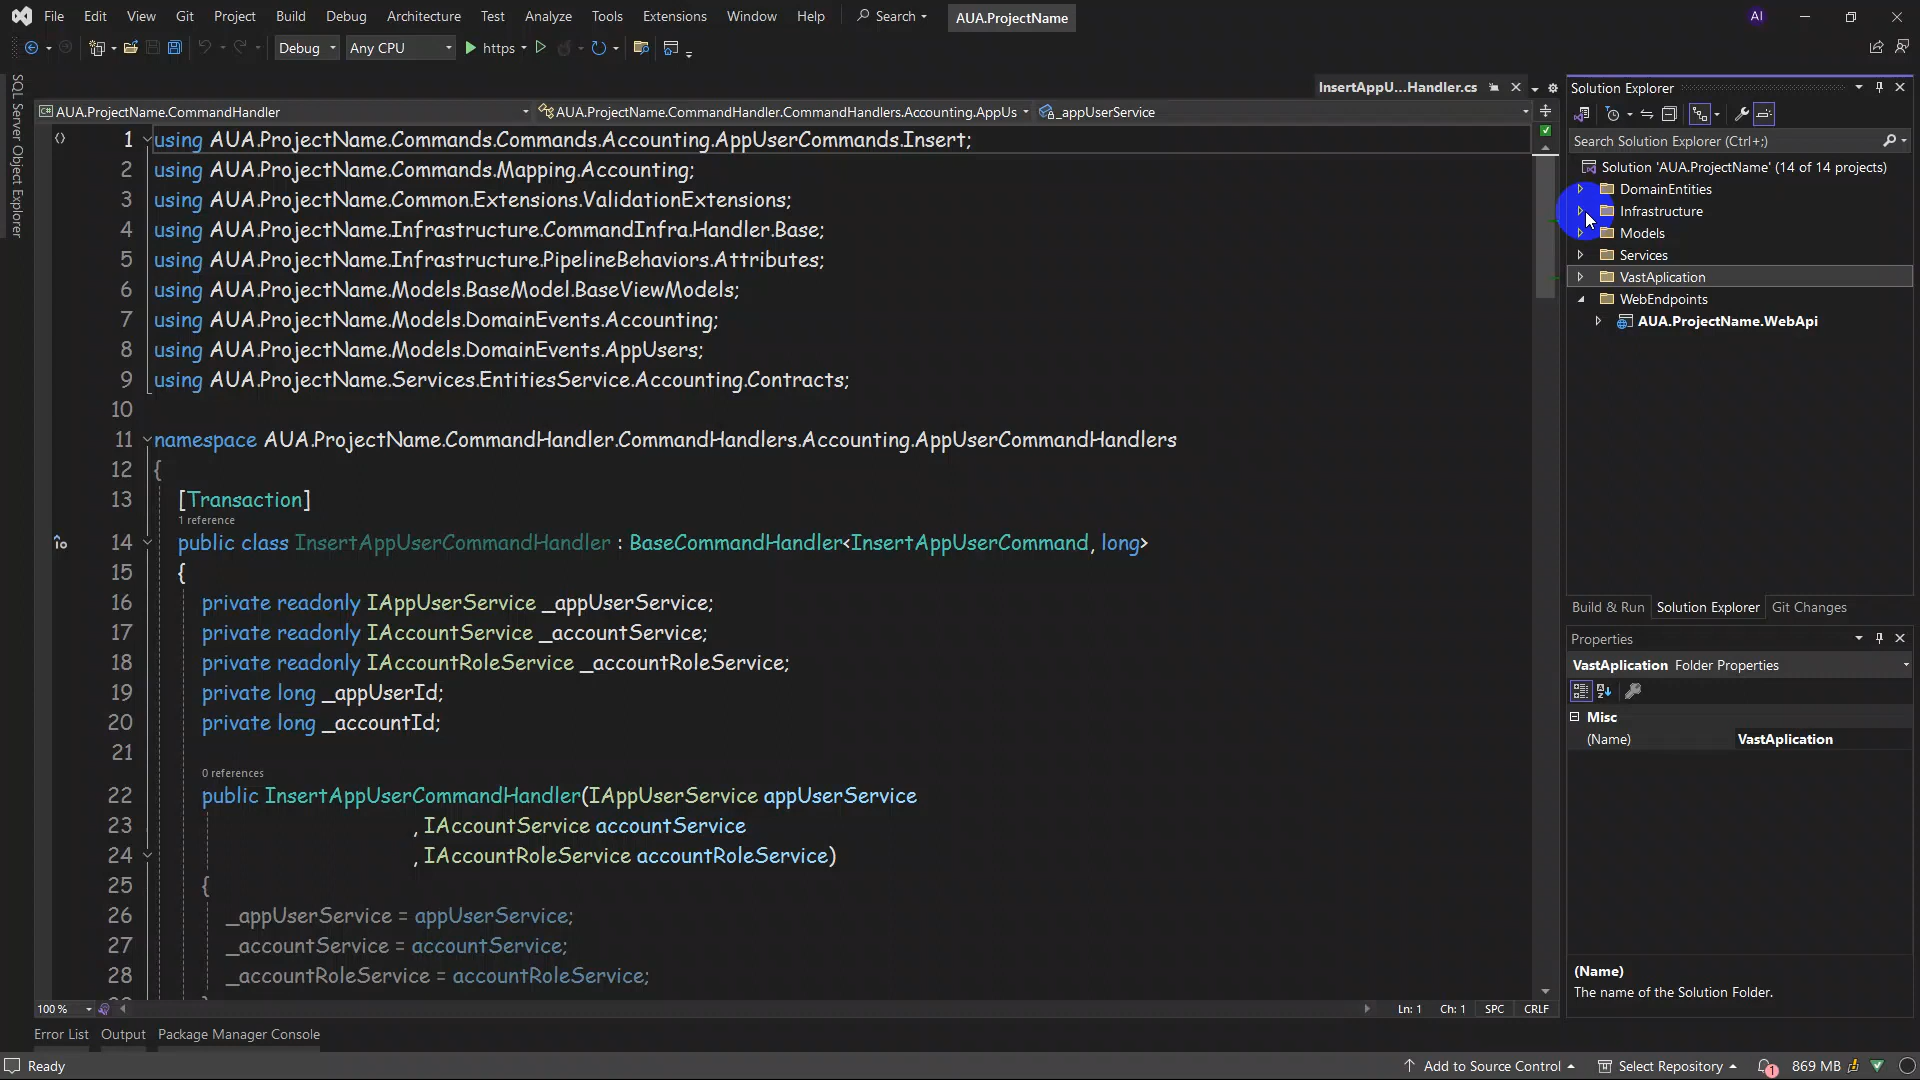 File Edit View Git Project Build Debug Architecture Test Analyze Tools Extensions Window Help Search AUA.ProjectName AI
Debug Any CPU https
SQL Server Object Explorer
InsertAppU...Handler.cs
AUA.ProjectName.CommandHandler AUA.ProjectName.CommandHandler.CommandHandlers.Accounting.AppUs _appUserService
1 using AUA.ProjectName.Commands.Commands.Accounting.AppUserCommands.Insert;
2 using AUA.ProjectName.Commands.Mapping.Accounting;
3 using AUA.ProjectName.Common.Extensions.ValidationExtensions;
4 using AUA.ProjectName.Infrastructure.CommandInfra.Handler.Base;
5 using AUA.ProjectName.Infrastructure.PipelineBehaviors.Attributes;
6 using AUA.ProjectName.Models.BaseModel.BaseViewModels;
7 using AUA.ProjectName.Models.DomainEvents.Accounting;
8 using AUA.ProjectName.Models.DomainEvents.AppUsers;
9 using AUA.ProjectName.Services.EntitiesService.Accounting.Contracts;
10
11 namespace AUA.ProjectName.CommandHandler.CommandHandlers.Accounting.AppUserCommandHandlers
12 {
13 [Transaction]
1 reference
14 public class InsertAppUserCommandHandler : BaseCommandHandler<InsertAppUserCommand, long>
15 {
16 private readonly IAppUserService _appUserService;
17 private readonly IAccountService _accountService;
18 private readonly IAccountRoleService _accountRoleService;
19 private long _appUserId;
20 private long _accountId;
21
0 references
22 public InsertAppUserCommandHandler(IAppUserService appUserService
23 , IAccountService accountService
24 , IAccountRoleService accountRoleService)
25 {
26 _appUserService = appUserService;
27 _accountService = accountService;
28 _accountRoleService = accountRoleService;
100 % Ln: 1 Ch: 1 SPC CRLF
Error List Output Package Manager Console
Solution Explorer
Search Solution Explorer (Ctrl+;)
Solution 'AUA.ProjectName' (14 of 14 projects)
DomainEntities
Infrastructure
Models
Services
VastAplication
WebEndpoints
AUA.ProjectName.WebApi
Build & Run Solution Explorer Git Changes
Properties
VastAplication Folder Properties
Misc
(Name) VastAplication
(Name)
The name of the Solution Folder.
Ready Add to Source Control Select Repository 1 869 MB